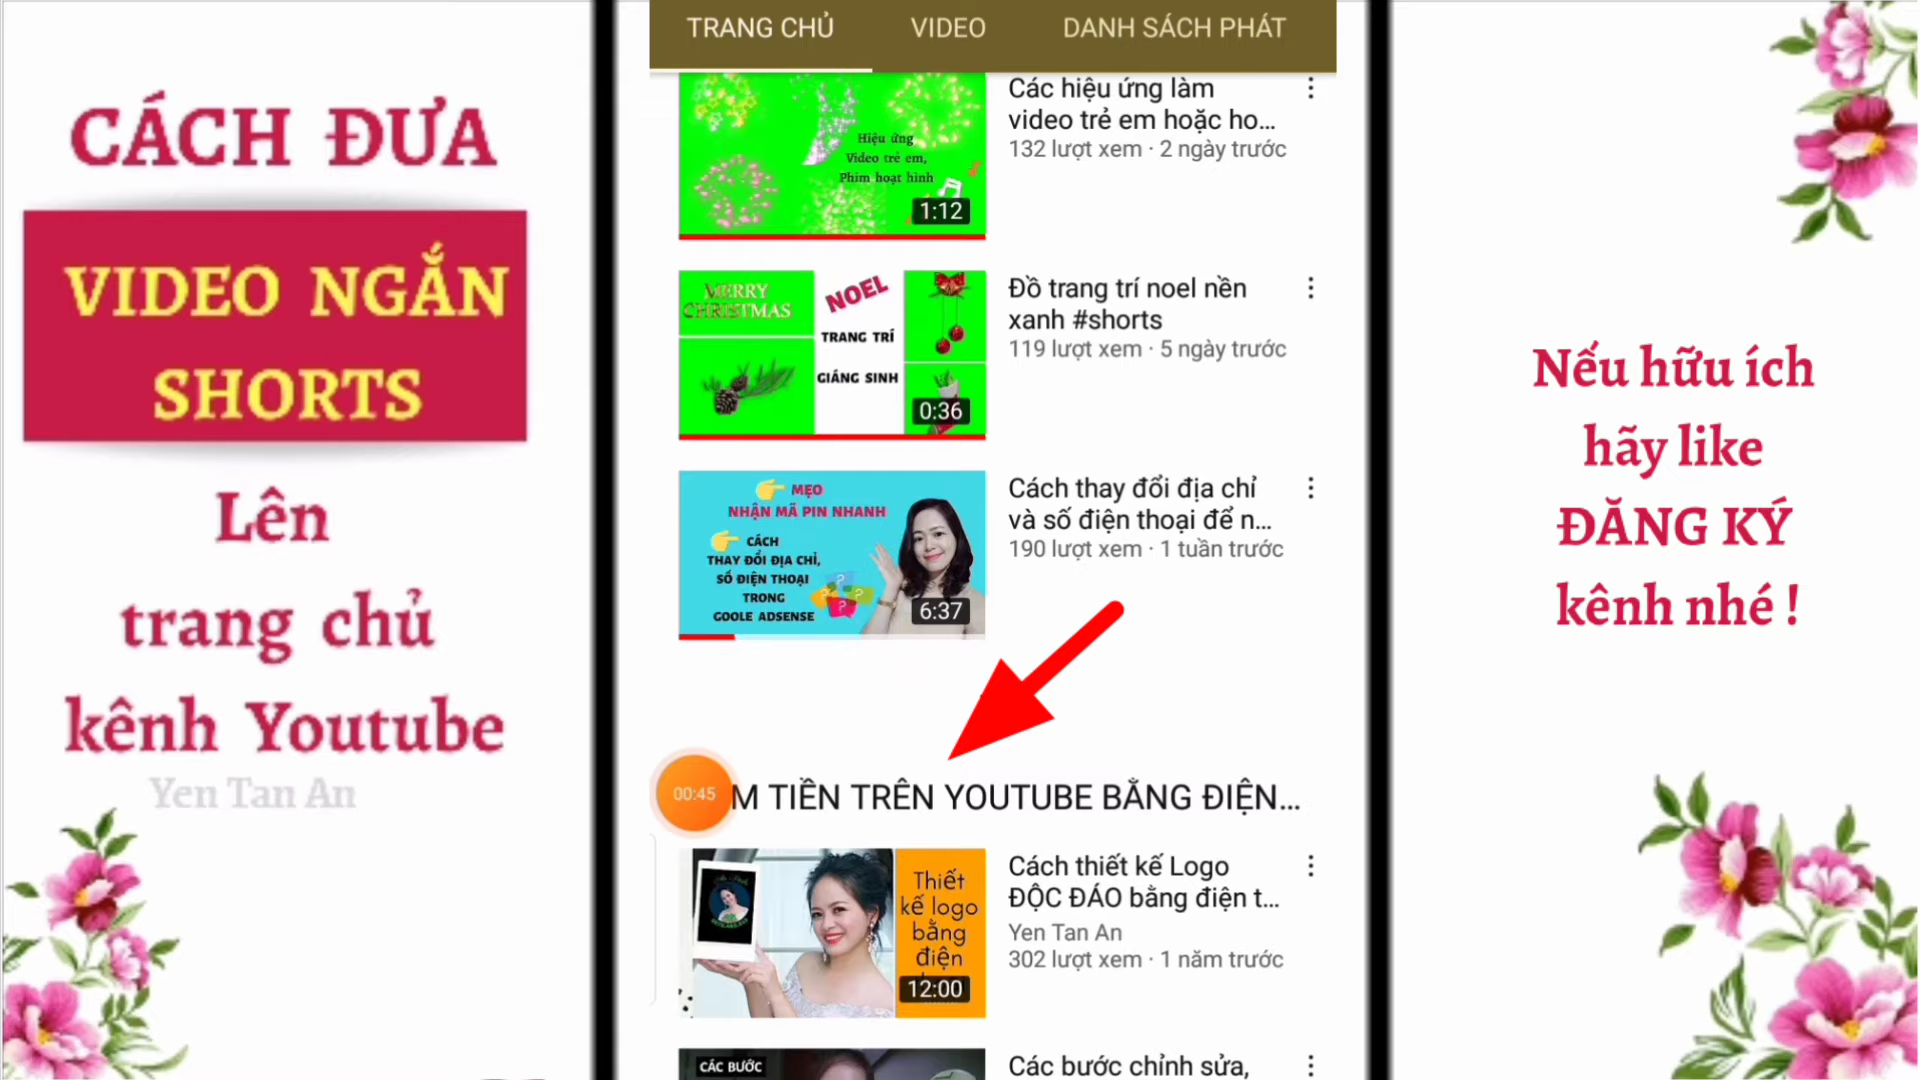 CÁCH ĐƯA
VIDEO NGẮN
SHORTS
Lên
trang chủ
kênh Youtube
Yen Tan An
TRANG CHỦ
VIDEO
DANH SÁCH PHÁT
Hiệu ứng
Video trẻ em,
Phim hoạt hình
1:12
Các hiệu ứng làm
video trẻ em hoặc ho...
132 lượt xem · 2 ngày trước
MERRY
CHRISTMAS
NOEL
TRANG TRÍ
GIÁNG SINH
0:36
Đồ trang trí noel nền
xanh #shorts
119 lượt xem · 5 ngày trước
MẸO
NHẬN MÃ PIN NHANH
CÁCH
THAY ĐỔI ĐỊA CHỈ,
SỐ ĐIỆN THOẠI
TRONG
GOOLE ADSENSE
6:37
Cách thay đổi địa chỉ
và số điện thoại để n...
190 lượt xem · 1 tuần trước
00:45
M TIỀN TRÊN YOUTUBE BẰNG ĐIỆN...
Thiết
kế logo
bằng
điện
12:00
Cách thiết kế Logo
ĐỘC ĐÁO bằng điện t...
Yen Tan An
302 lượt xem · 1 năm trước
CÁC BƯỚC
Các bước chỉnh sửa,
Nếu hữu ích
hãy like
ĐĂNG KÝ
kênh nhé !